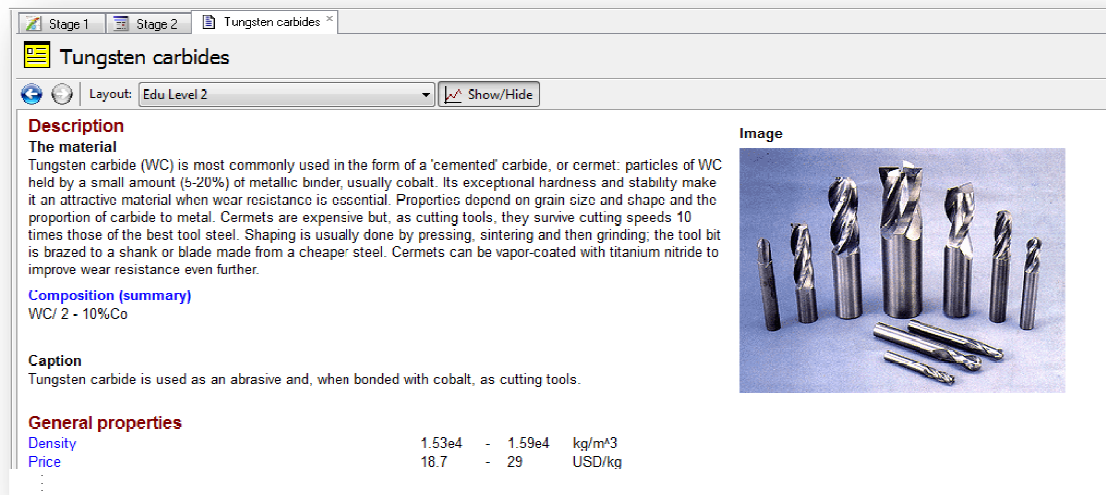 Stage 1 Stage 2 Tungsten carbides
Tungsten carbides
Layout: Edu Level 2 Show/Hide
Description
The material
Tungsten carbide (WC) is most commonly used in the form of a 'cemented' carbide, or cermet: particles of WC
held by a small amount (5-20%) of metallic binder, usually cobalt. Its exceptional hardness and stability make
it an attractive material when wear resistance is essential. Properties depend on grain size and shape and the
proportion of carbide to metal. Cermets are expensive but, as cutting tools, they survive cutting speeds 10
times those of the best tool steel. Shaping is usually done by pressing, sintering and then grinding; the tool bit
is brazed to a shank or blade made from a cheaper steel. Cermets can be vapor-coated with titanium nitride to
improve wear resistance even further.
Composition (summary)
WC/ 2 - 10%Co
Caption
Tungsten carbide is used as an abrasive and, when bonded with cobalt, as cutting tools.
General properties
Density 1.53e4 - 1.59e4 kg/m^3
Price 18.7 - 29 USD/kg
Image